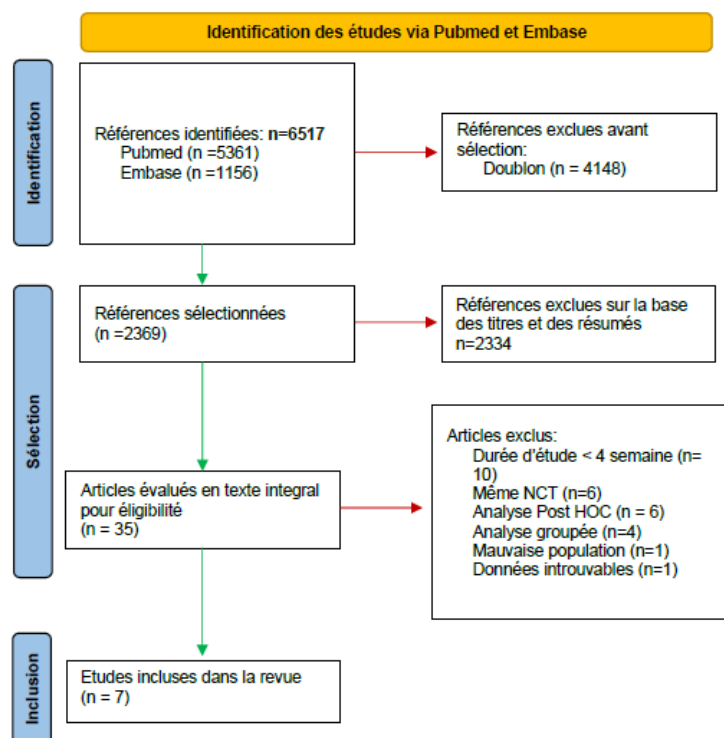 Identification des études via Pubmed et Embase
Identification
Références identifiées: n=6517
Pubmed (n =5361)
Embase (n =1156)
Références exclues avant
sélection:
Doublon (n = 4148)
Sélection
Références sélectionnées
(n =2369)
Références exclues sur la base
des titres et des résumés
n=2334
Articles évalués en texte integral
pour éligibilité
(n = 35)
Articles exclus:
Durée d'étude < 4 semaine (n=
10)
Même NCT (n=6)
Analyse Post HOC (n = 6)
Analyse groupée (n=4)
Mauvaise population (n=1)
Données introuvables (n=1)
Inclusion
Etudes incluses dans la revue
(n = 7)